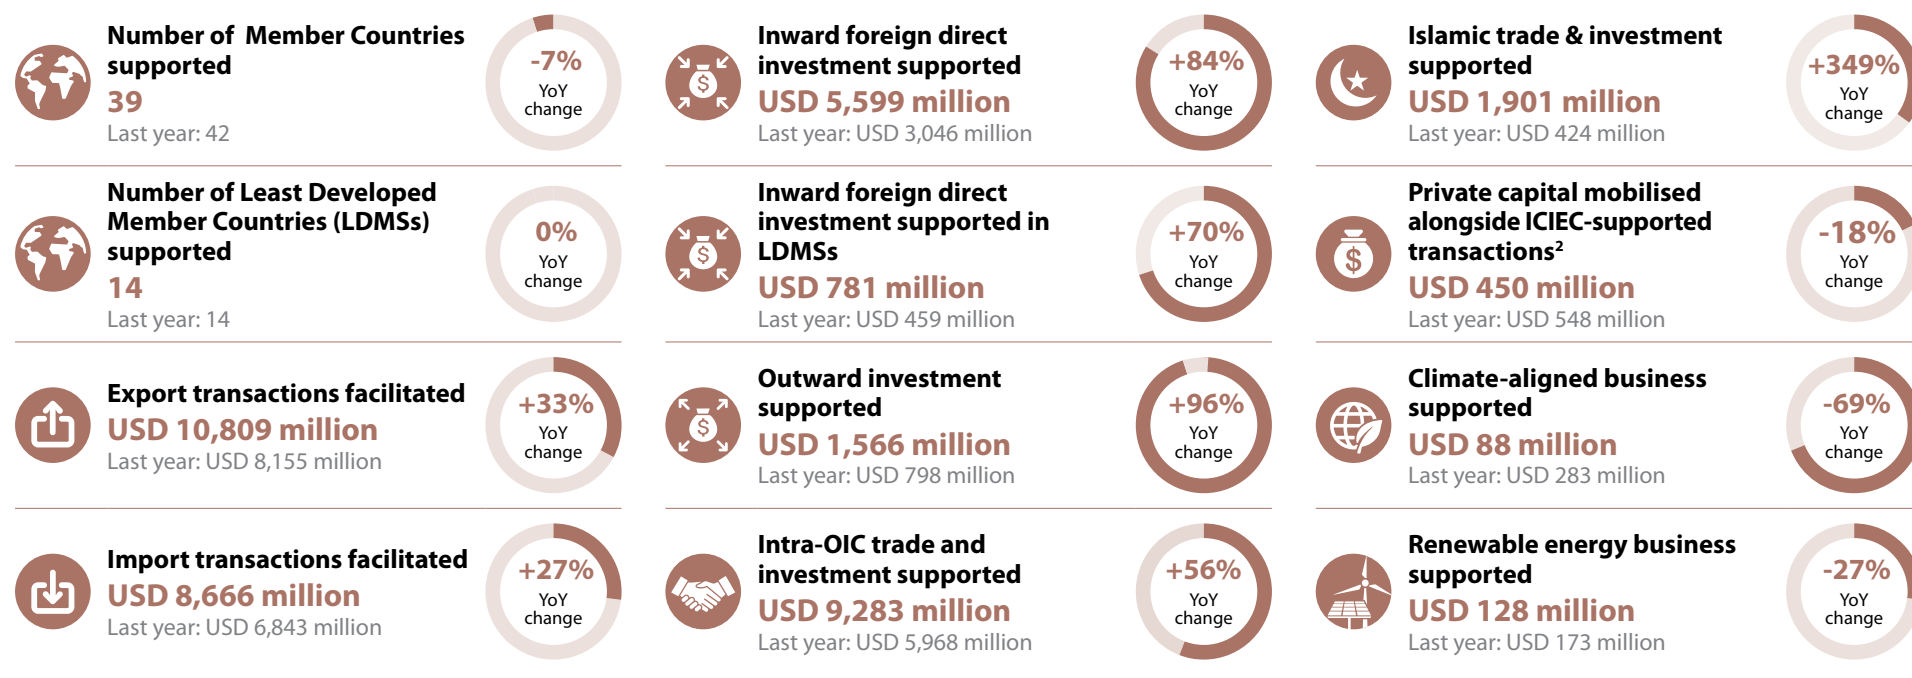 Number of Member Countries
supported
39
Last year: 42
-7%
YoY
change
Number of Least Developed
Member Countries (LDMSs)
supported
14
Last year: 14
0%
YoY
change
Export transactions facilitated
USD 10,809 million
Last year: USD 8,155 million
+33%
YoY
change
Import transactions facilitated
USD 8,666 million
Last year: USD 6,843 million
+27%
YoY
change
Inward foreign direct
investment supported
USD 5,599 million
Last year: USD 3,046 million
+84%
YoY
change
Inward foreign direct
investment supported in
LDMSs
USD 781 million
Last year: USD 459 million
+70%
YoY
change
Outward investment
supported
USD 1,566 million
Last year: USD 798 million
+96%
YoY
change
Intra-OIC trade and
investment supported
USD 9,283 million
Last year: USD 5,968 million
+56%
YoY
change
Islamic trade & investment
supported
USD 1,901 million
Last year: USD 424 million
+349%
YoY
change
Private capital mobilised
alongside ICIEC-supported
transactions²
USD 450 million
Last year: USD 548 million
-18%
YoY
change
Climate-aligned business
supported
USD 88 million
Last year: USD 283 million
-69%
YoY
change
Renewable energy business
supported
USD 128 million
Last year: USD 173 million
-27%
YoY
change